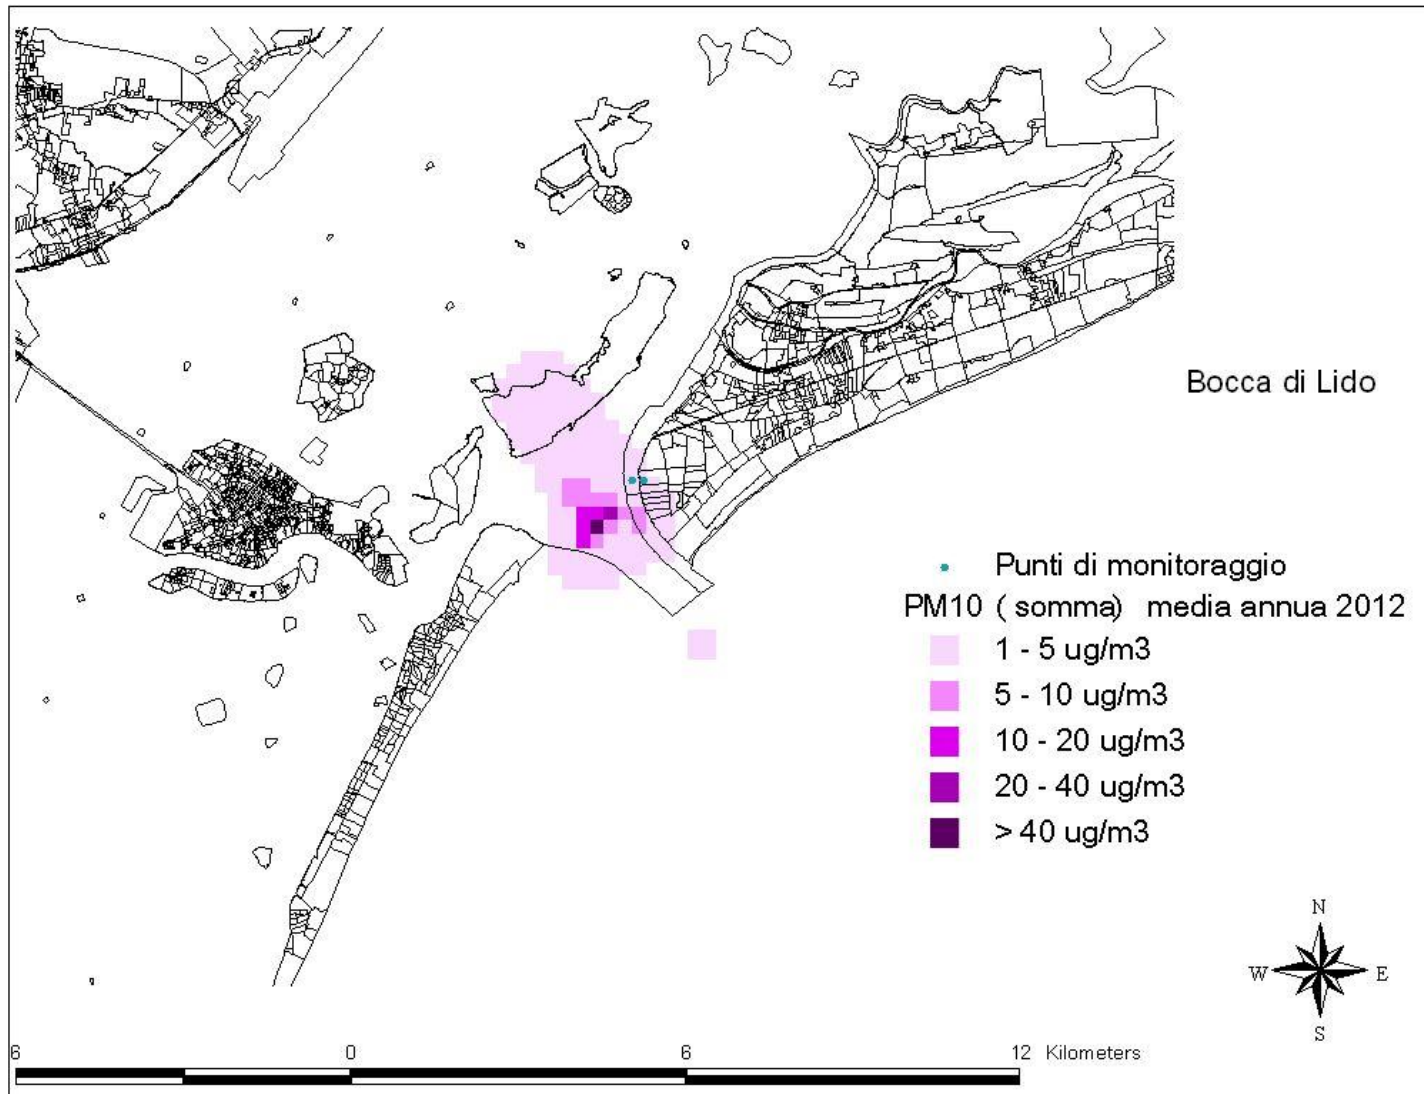 Bocca di Lido
Punti di monitoraggio
PM10 ( somma) media annua 2012
1 - 5 ug/m3
5 - 10 ug/m3
10 - 20 ug/m3
20 - 40 ug/m3
> 40 ug/m3
N
W E
S
6 0 6 12 Kilometers